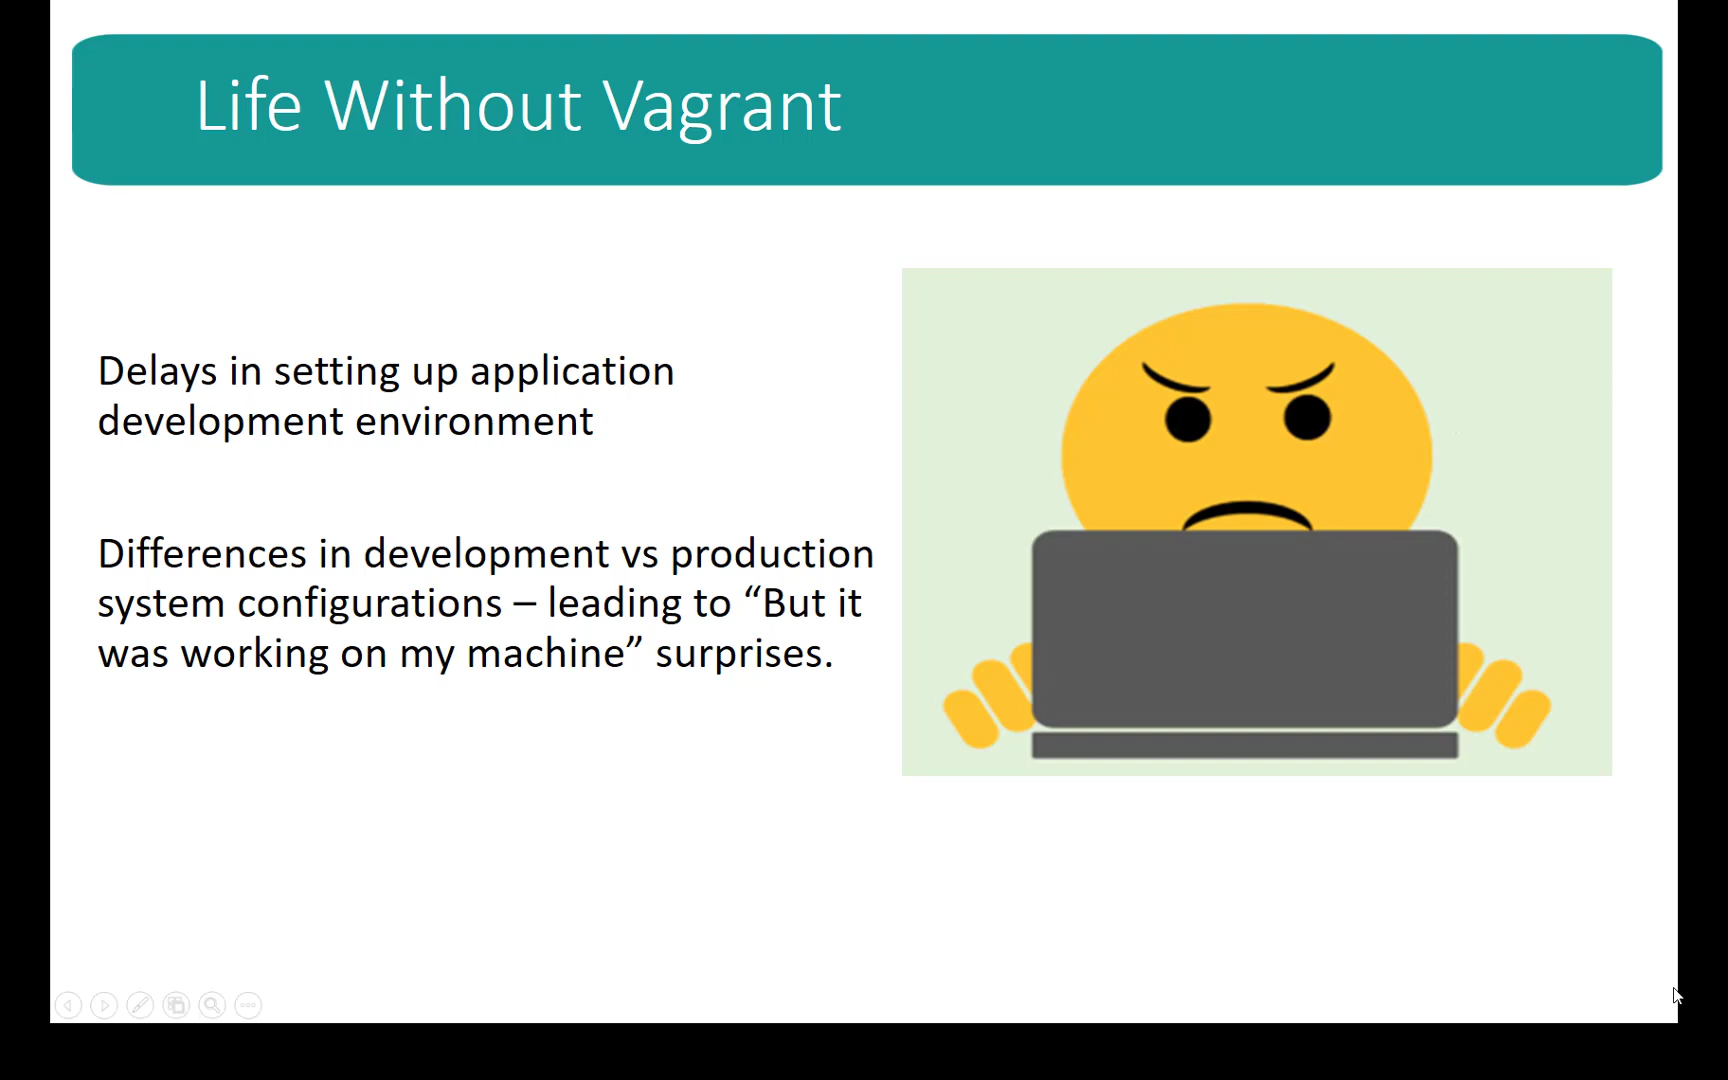 Life Without Vagrant
Delays in setting up application
development environment
Differences in development vs production
system configurations – leading to “But it
was working on my machine” surprises.